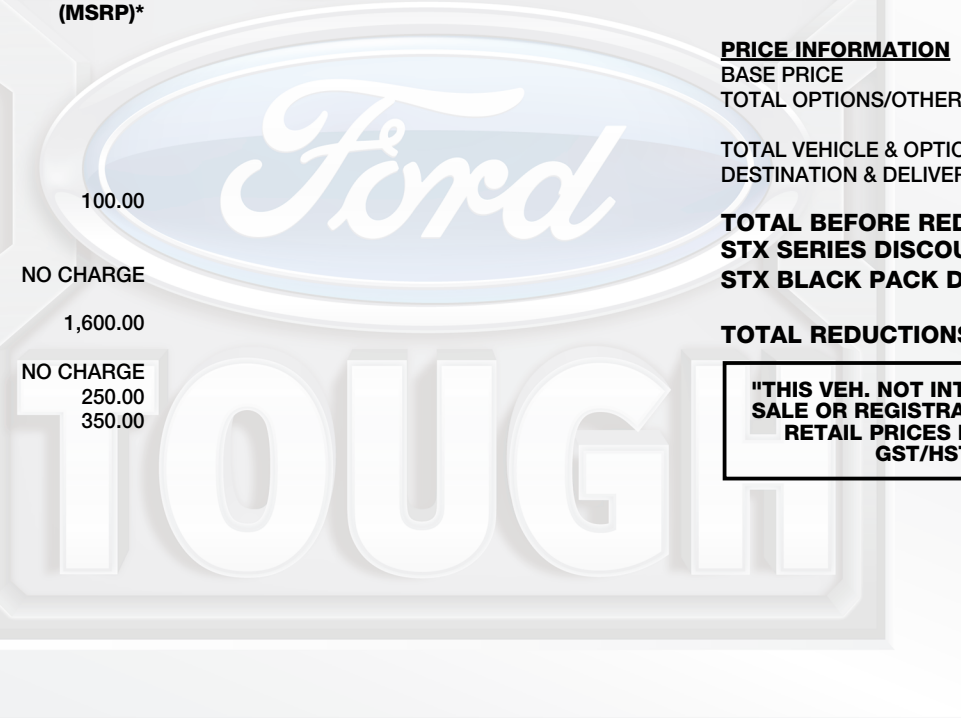 (MSRP)*
100.00
NO CHARGE
1,600.00
NO CHARGE
250.00
350.00
Ford
TOUGH
PRICE INFORMATION
BASE PRICE
TOTAL OPTIONS/OTHER
TOTAL VEHICLE & OPTIO
DESTINATION & DELIVER
TOTAL BEFORE RED
STX SERIES DISCOU
STX BLACK PACK D
TOTAL REDUCTIONS
"THIS VEH. NOT INT
SALE OR REGISTRA
RETAIL PRICES
GST/HST